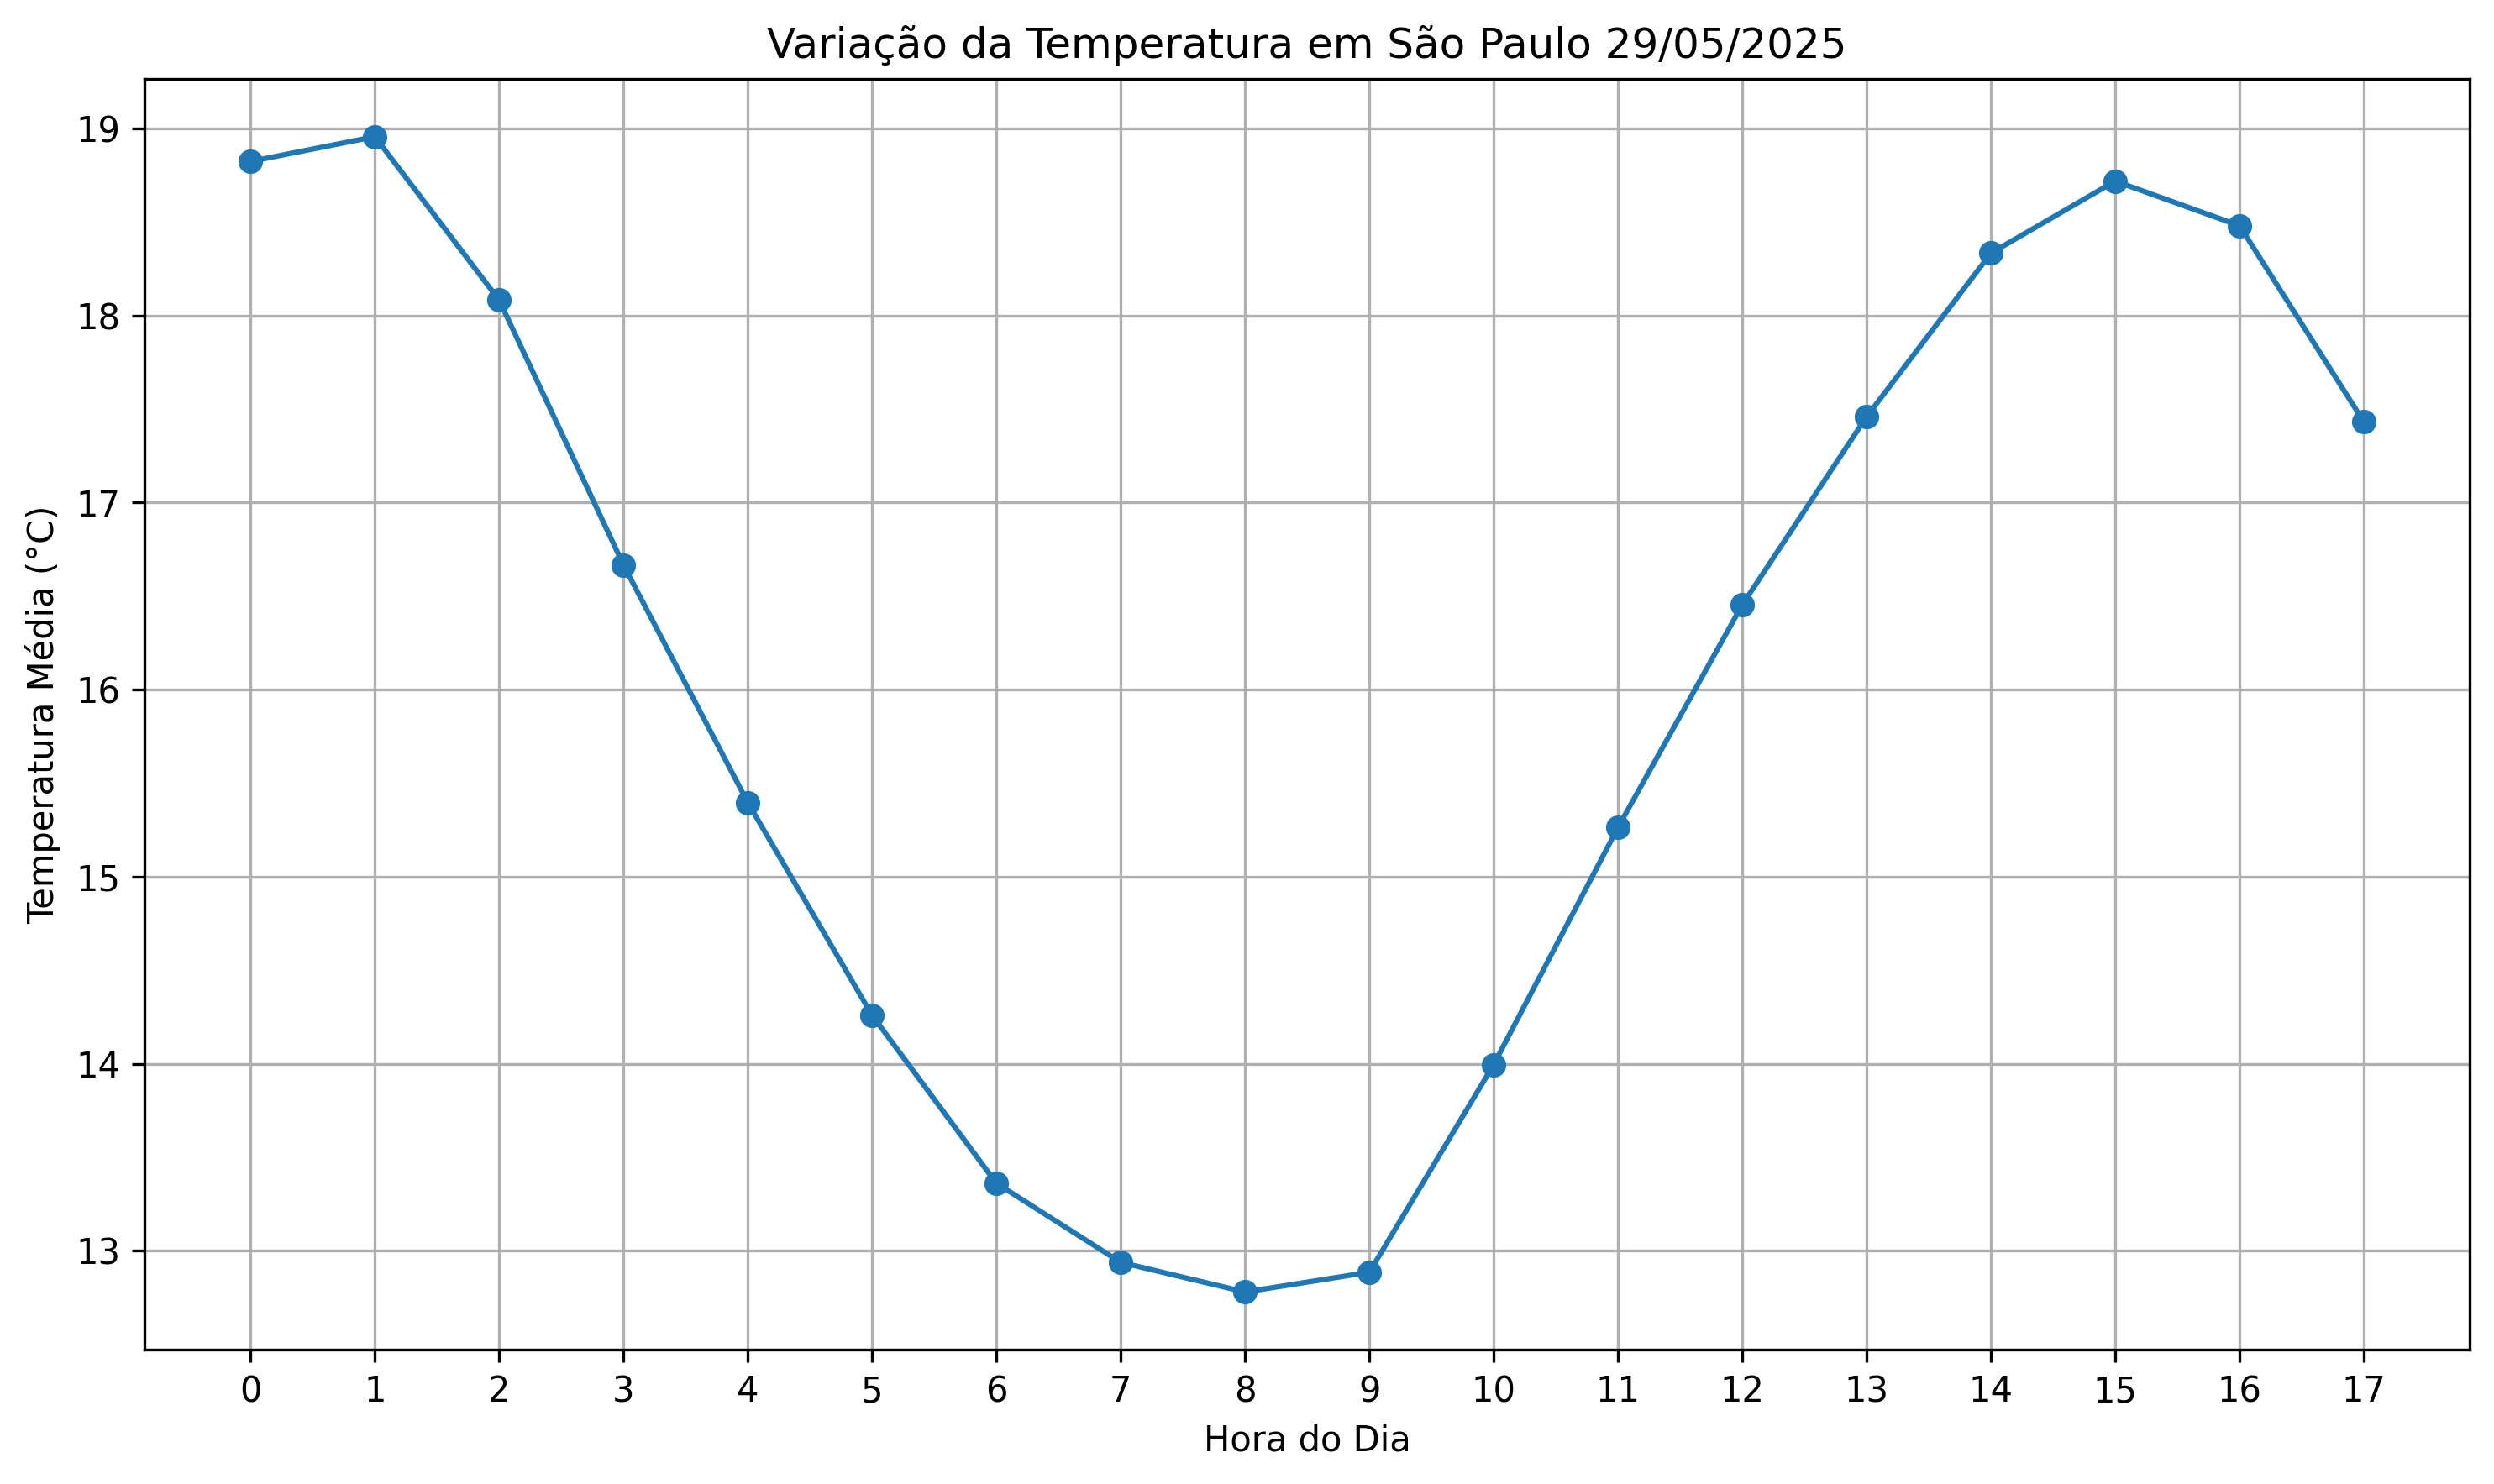 Variação da Temperatura em São Paulo 29/05/2025
Temperatura Média (°C)
19
18
17
16
15
14
13
0 1 2 3 4 5 6 7 8 9 10 11 12 13 14 15 16 17
Hora do Dia